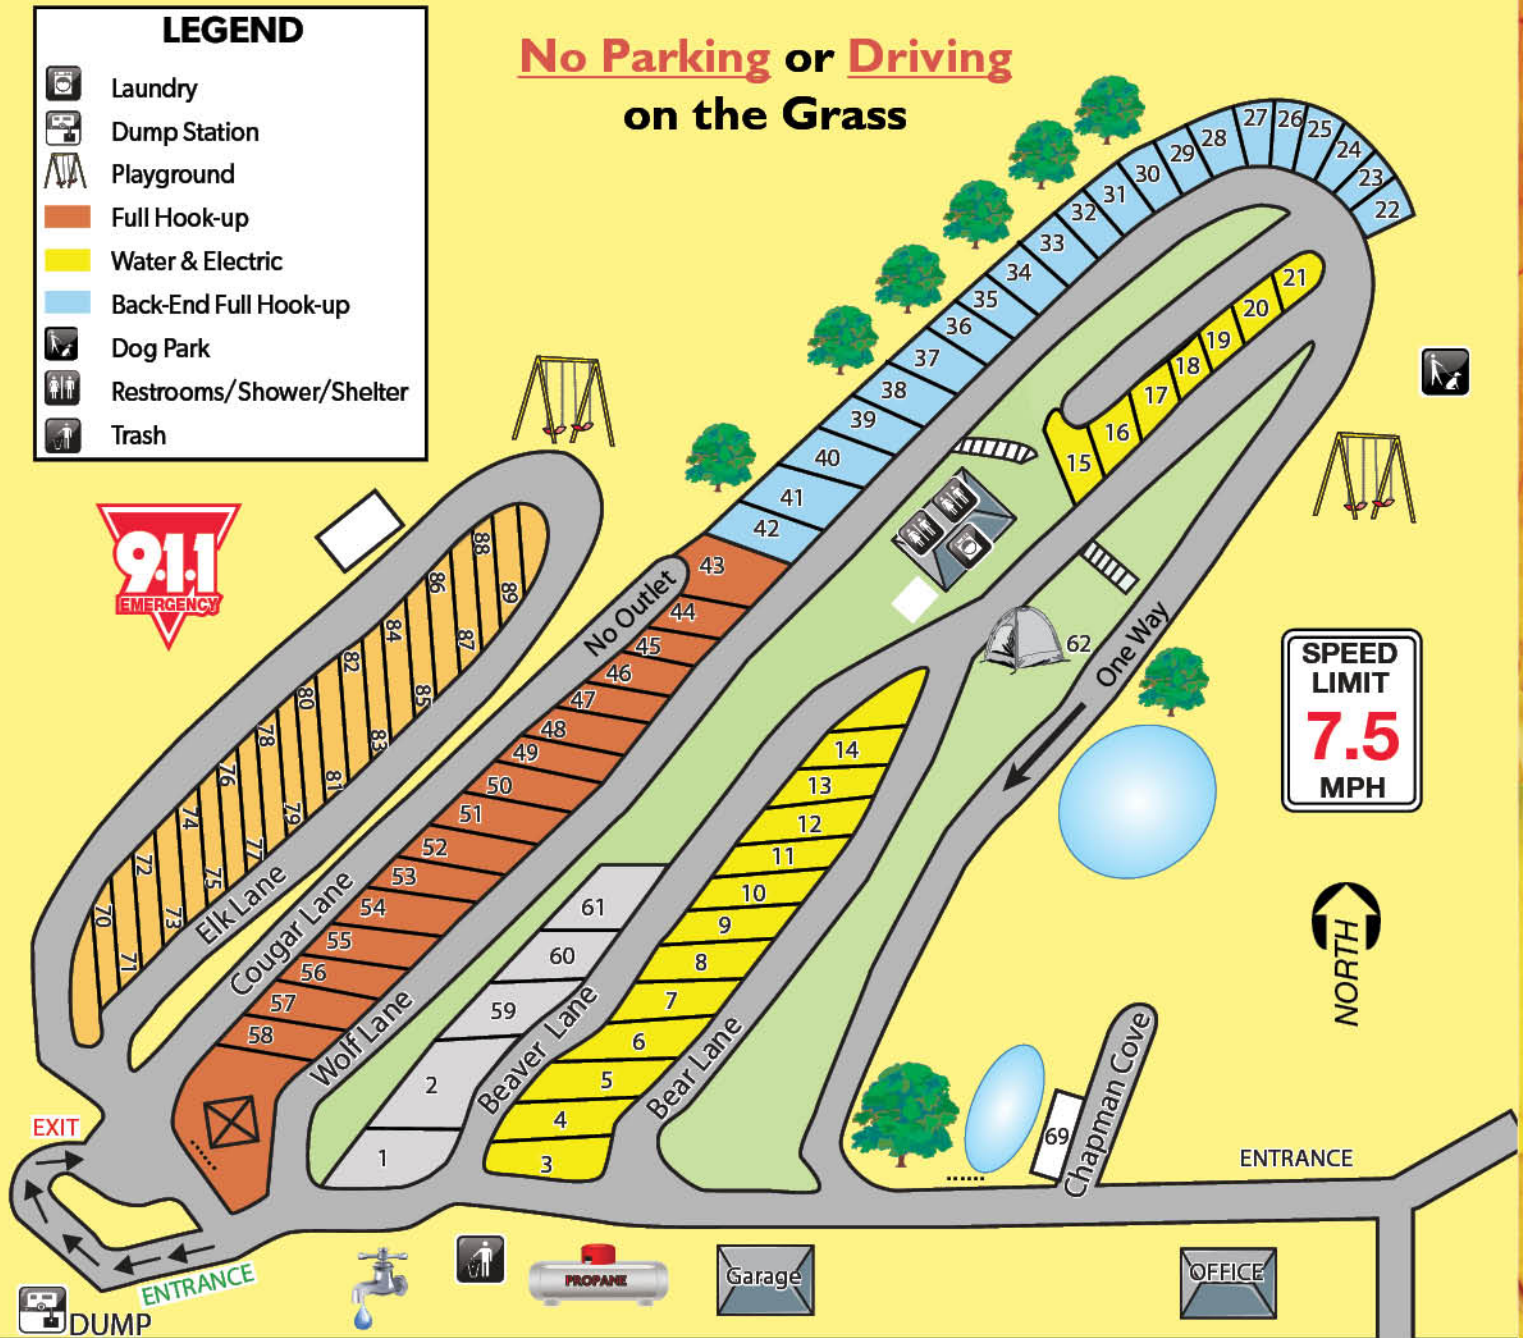 LEGEND
Laundry
Dump Station
Playground
Full Hook-up
Water & Electric
Back-End Full Hook-up
Dog Park
Restrooms/Shower/Shelter
Trash
No Parking or Driving
on the Grass
9·1·1
EMERGENCY
22
23
24
25
26
27
28
29
30
31
32
33
34
35
36
37
38
39
40
41
42
21
20
19
18
17
16
15
No Outlet
43
44
45
46
47
48
49
50
51
52
53
54
55
56
57
58
88
89
86
87
84
85
82
83
80
81
78
79
76
77
74
75
72
73
70
71
Elk Lane
Cougar Lane
Wolf Lane
Beaver Lane
Bear Lane
62
One Way
14
13
12
11
10
9
8
7
6
5
4
3
61
60
59
2
1
SPEED
LIMIT
7.5
MPH
NORTH
69
Chapman Cove
ENTRANCE
EXIT
ENTRANCE
DUMP
PROPANE
Garage
OFFICE